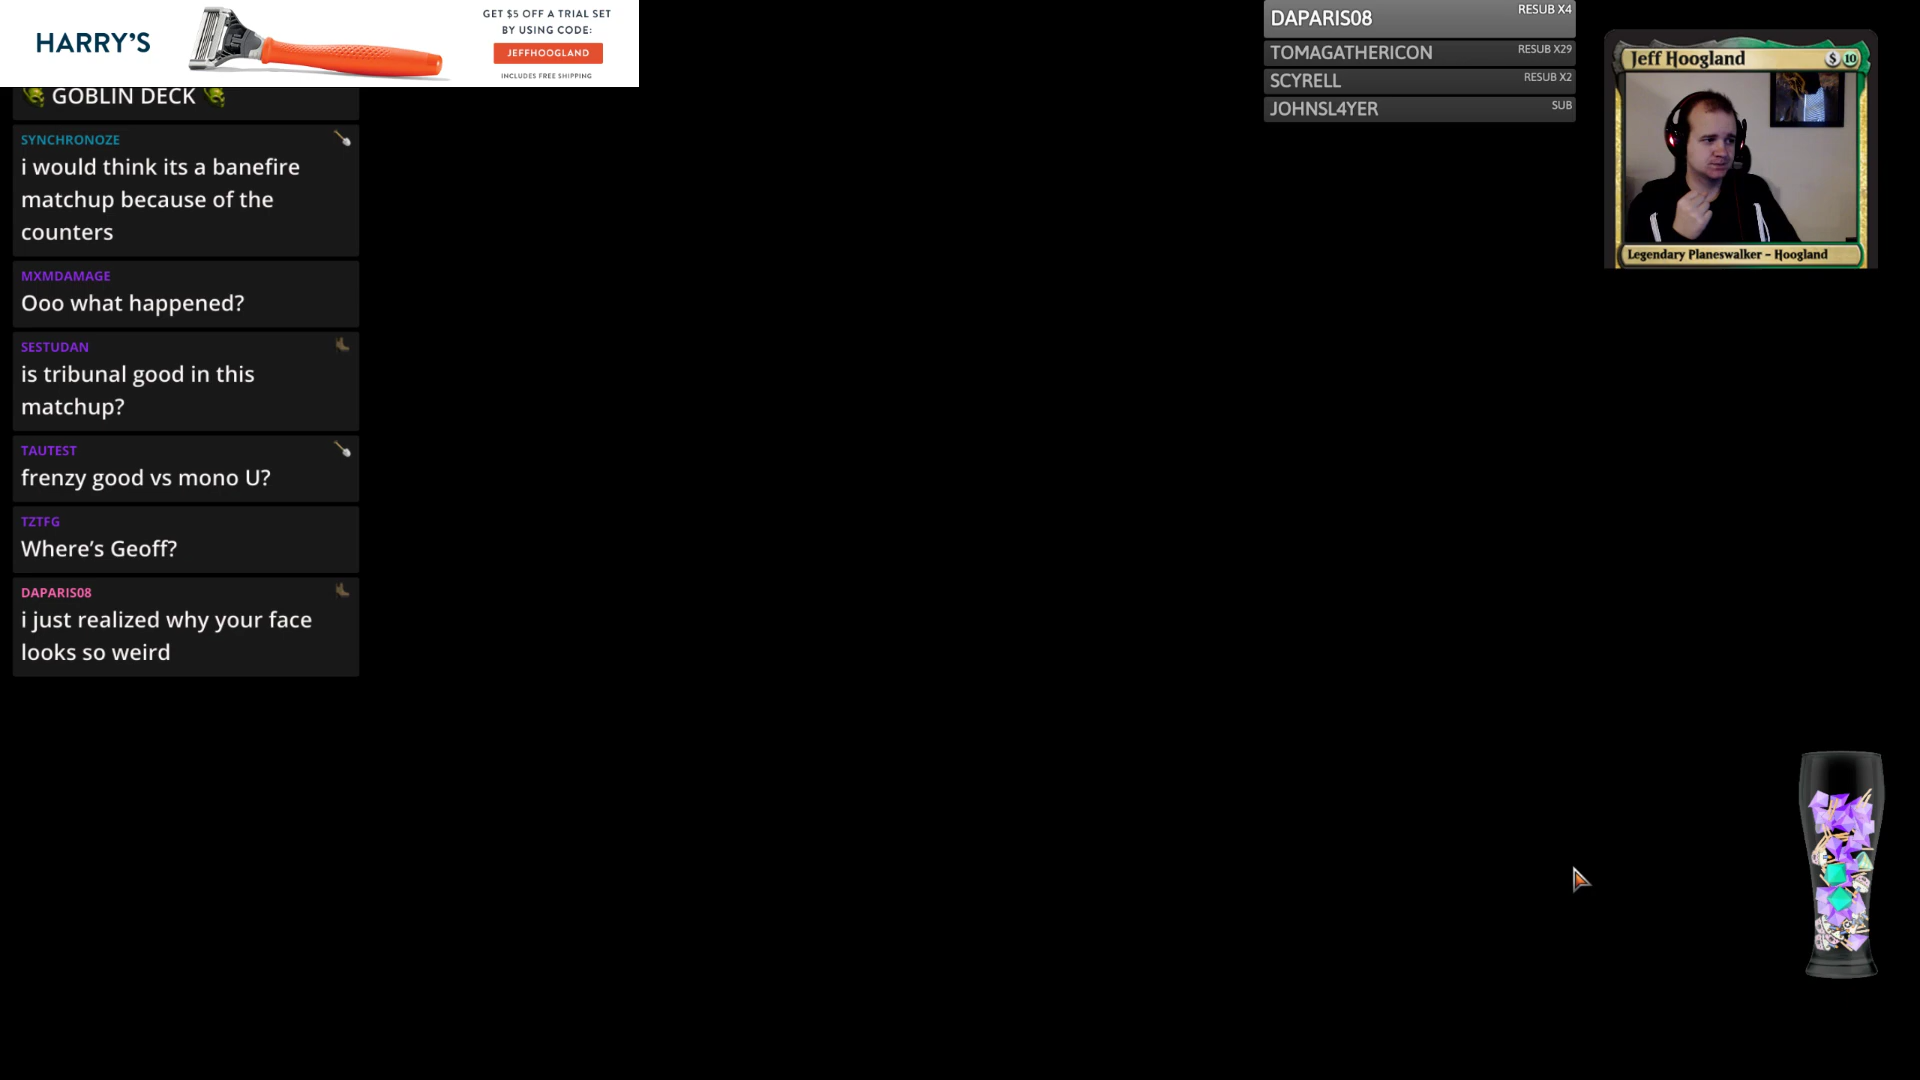 HARRY'S
GET $5 OFF A TRIAL SET
BY USING CODE:
JEFFHOOGLAND
INCLUDES FREE SHIPPING
GOBLIN DECK
SYNCHRONOZE
i would think its a banefire
matchup because of the
counters
MXMDAMAGE
Ooo what happened?
SESTUDAN
is tribunal good in this
matchup?
TAUTEST
frenzy good vs mono U?
TZTFG
Where's Geoff?
DAPARIS08
i just realized why your face
looks so weird
DAPARIS08 RESUB X4
TOMAGATHERICON RESUB X29
SCYRELL RESUB X2
JOHNSL4YER SUB
Jeff Hoogland $ 10
Legendary Planeswalker – Hoogland